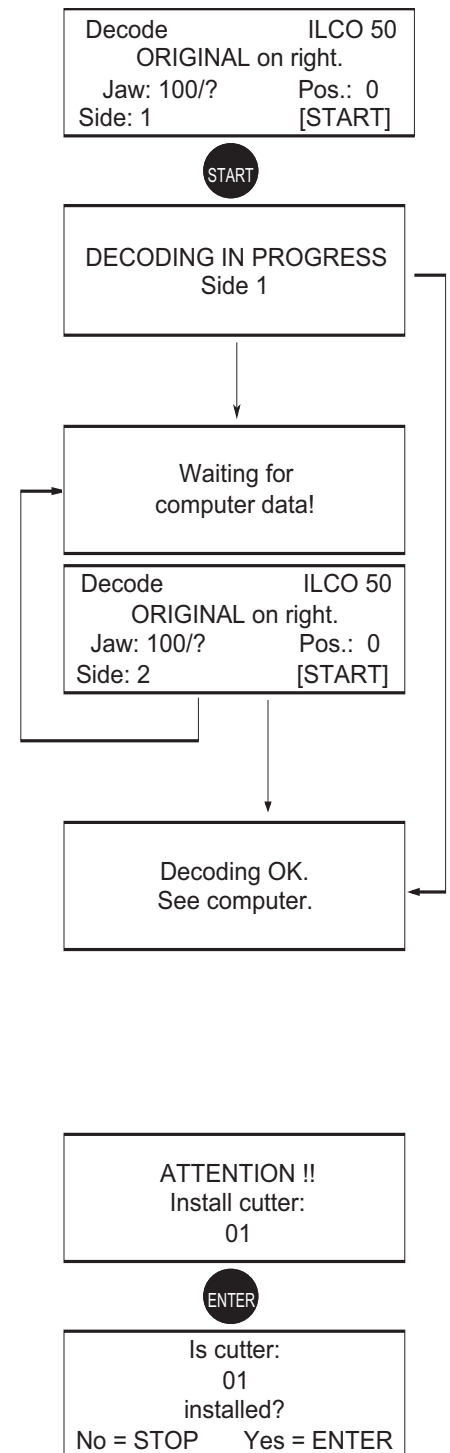 Decode ILCO 50
ORIGINAL on right.
Jaw: 100/? Pos.: 0
Side: 1 [START]
START
DECODING IN PROGRESS
Side 1
Waiting for
computer data!
Decode ILCO 50
ORIGINAL on right.
Jaw: 100/? Pos.: 0
Side: 2 [START]
Decoding OK.
See computer.
ATTENTION !!
Install cutter:
01
ENTER
Is cutter:
01
installed?
No = STOP Yes = ENTER